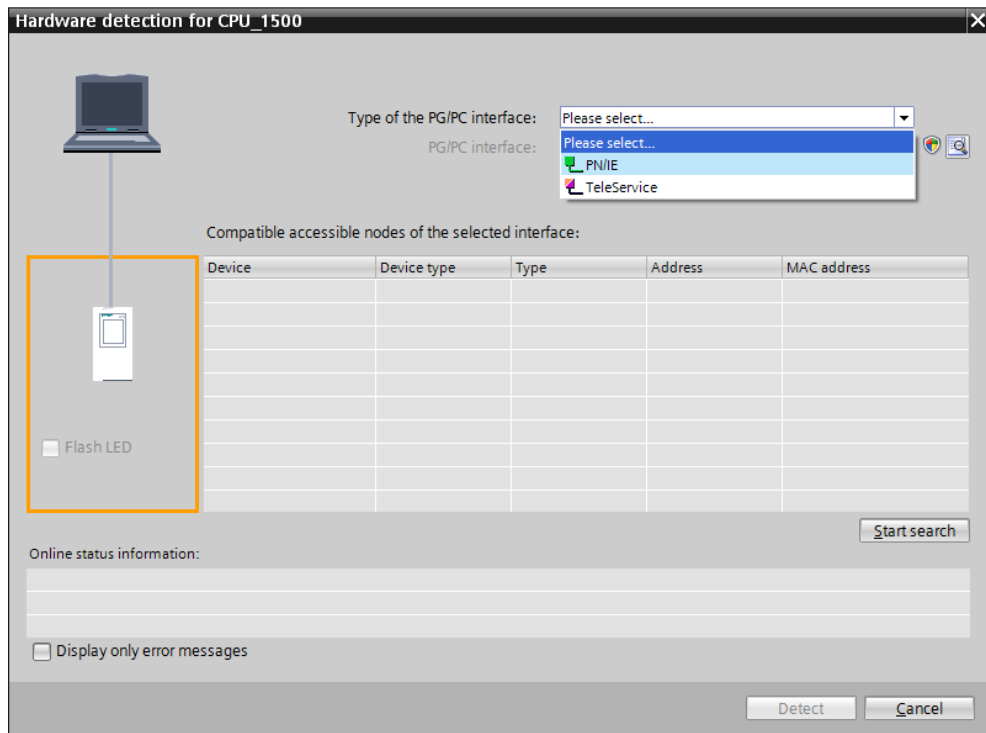 Hardware detection for CPU_1500
Type of the PG/PC interface: Please select...
PG/PC interface: Please select...
PN/IE
TeleService
Compatible accessible nodes of the selected interface:
Device Device type Type Address MAC address
Flash LED
Start search
Online status information:
Display only error messages
Detect Cancel